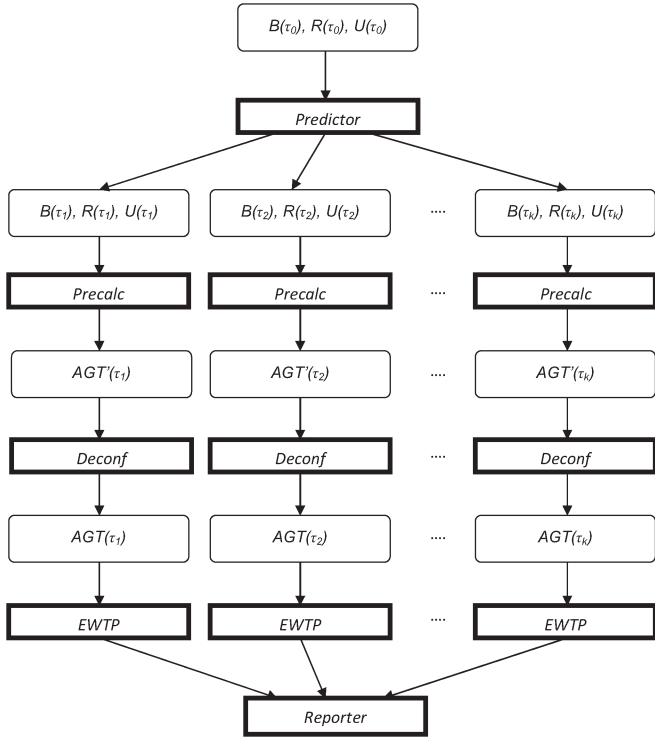 B(τ₀), R(τ₀), U(τ₀)
Predictor
B(τ₁), R(τ₁), U(τ₁) B(τ₂), R(τ₂), U(τ₂) .... B(τₖ), R(τₖ), U(τₖ)
Precalc Precalc .... Precalc
AGT'(τ₁) AGT'(τ₂) .... AGT'(τₖ)
Deconf Deconf .... Deconf
AGT(τ₁) AGT(τ₂) .... AGT(τₖ)
EWTP EWTP .... EWTP
Reporter